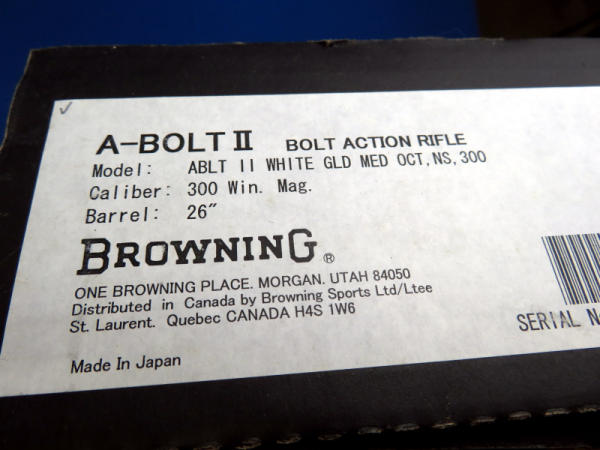 A-BOLT II BOLT ACTION RIFLE
Model: ABLT II WHITE GLD MED OCT,NS,300
Caliber: 300 Win. Mag.
Barrel: 26"
BROWNING®
ONE BROWNING PLACE. MORGAN. UTAH 84050
Distributed in Canada by Browning Sports Ltd/Ltee
St. Laurent. Quebec CANADA H4S 1W6
SERIAL N
Made In Japan